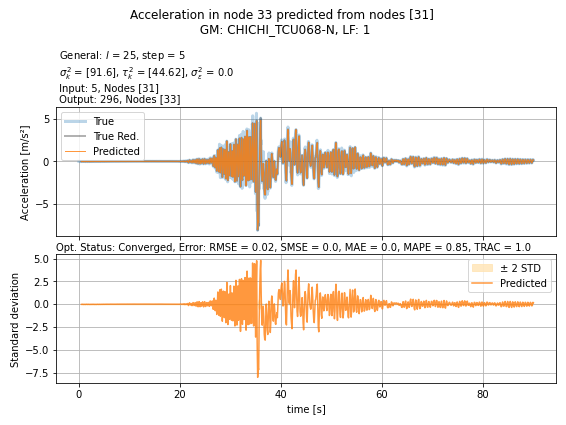 Acceleration in node 33 predicted from nodes [31]
GM: CHICHI_TCU068-N, LF: 1
General: l = 25, step = 5
σ²ₖ = [91.6], τ²ₖ = [44.62], σ²ε = 0.0
Input: 5, Nodes [31]
Output: 296, Nodes [33]
True
True Red.
Predicted
Acceleration [m/s²]
5
0
−5
Opt. Status: Converged, Error: RMSE = 0.02, SMSE = 0.0, MAE = 0.0, MAPE = 0.85, TRAC = 1.0
± 2 STD
Predicted
Standard deviation
5.0
2.5
0.0
−2.5
−5.0
−7.5
0 20 40 60 80
time [s]